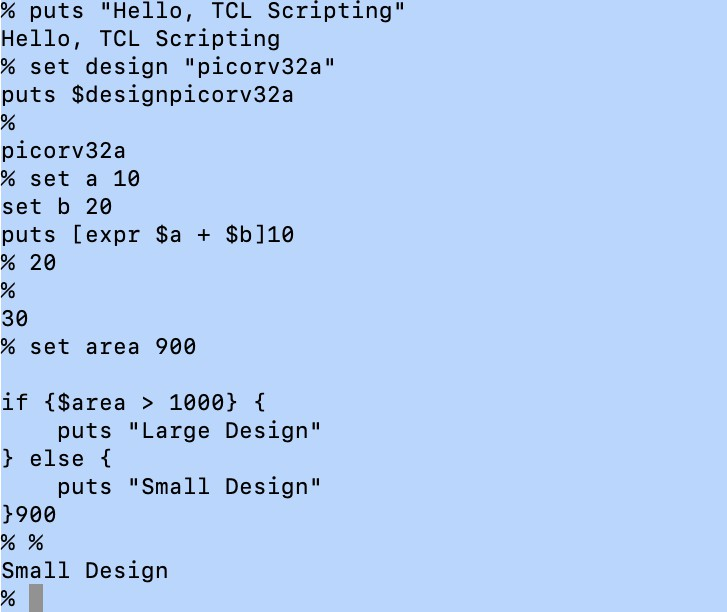 % puts "Hello, TCL Scripting"
Hello, TCL Scripting
% set design "picorv32a"
puts $designpicorv32a
%
picorv32a
% set a 10
set b 20
puts [expr $a + $b]10
% 20
%
30
% set area 900

if {$area > 1000} {
    puts "Large Design"
} else {
    puts "Small Design"
}900
% %
Small Design
%